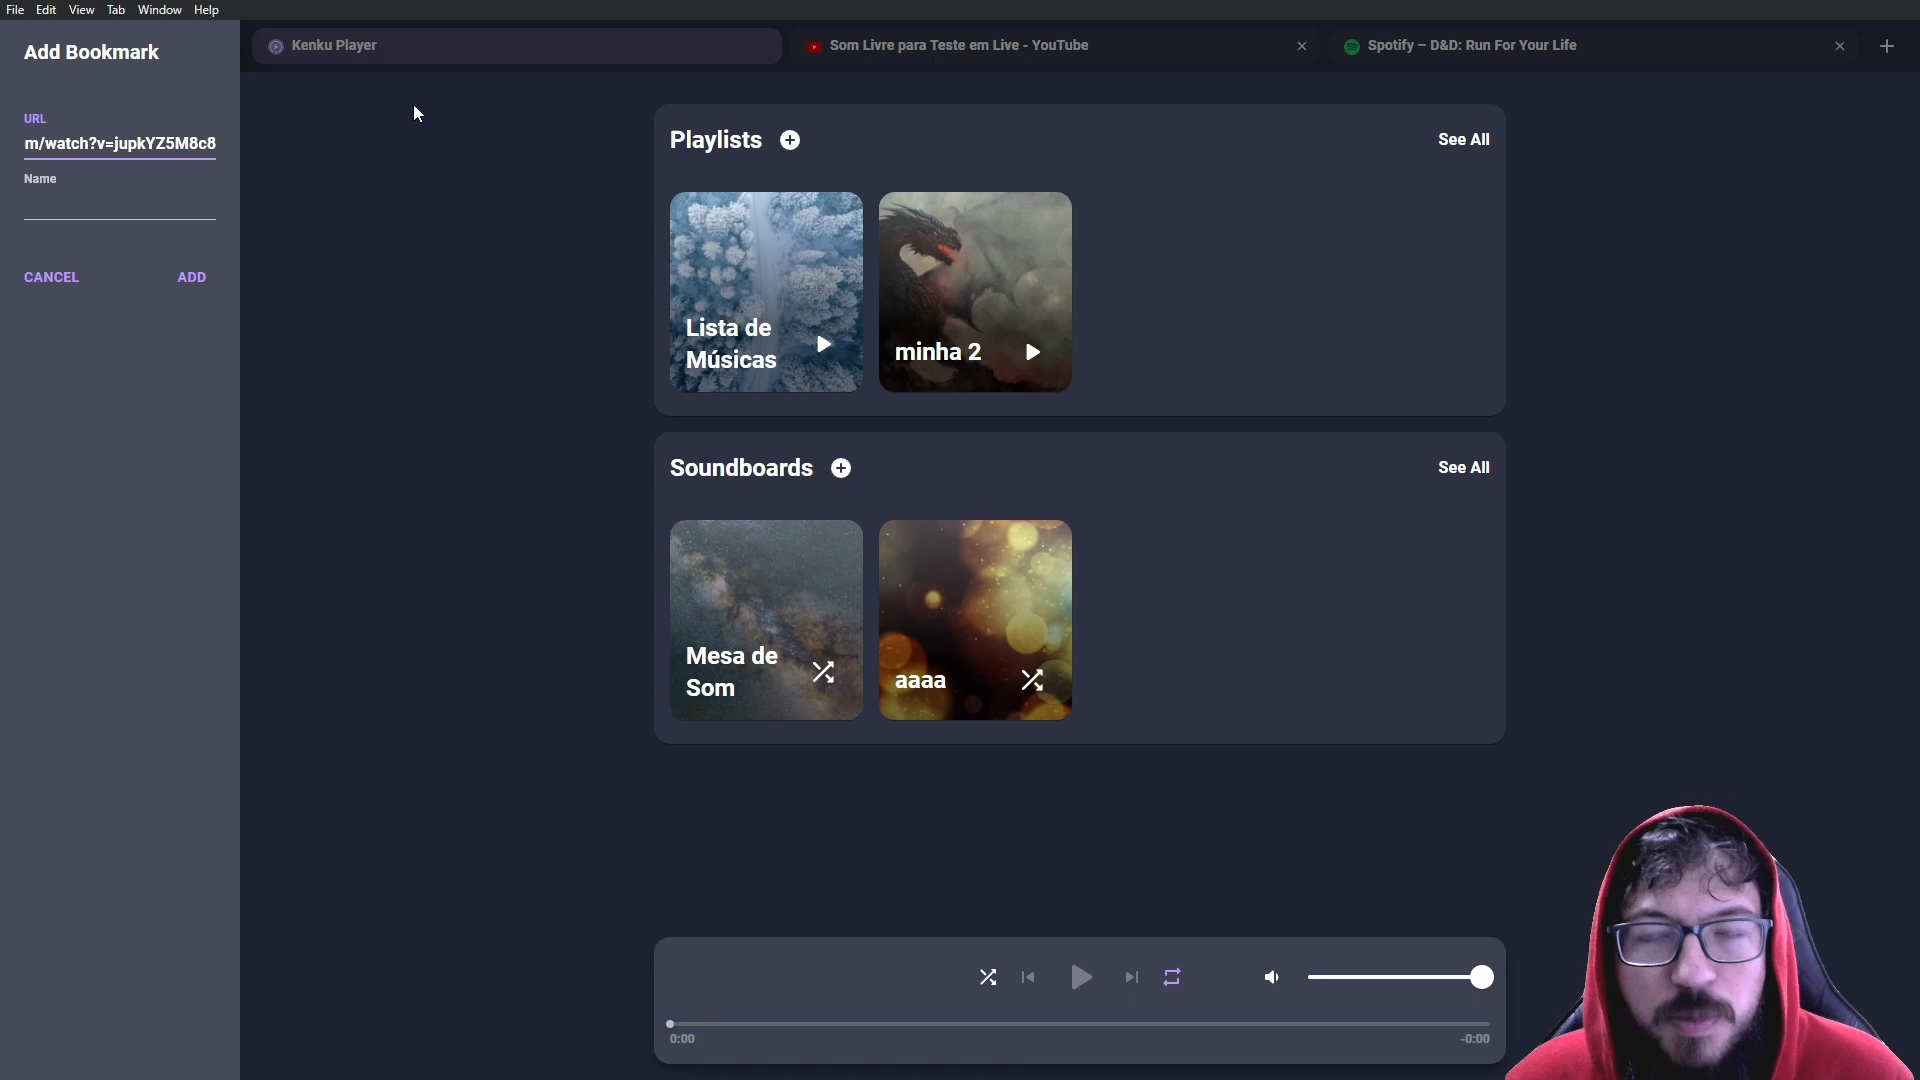 File Edit View Tab Window Help
Add Bookmark
URL
m/watch?v=jupkYZ5M8c8
Name
CANCEL ADD
Kenku Player
Som Livre para Teste em Live - YouTube
Spotify – D&D: Run For Your Life
Playlists
See All
Lista de
Músicas
minha 2
Soundboards
See All
Mesa de
Som
aaaa
0:00
-0:00